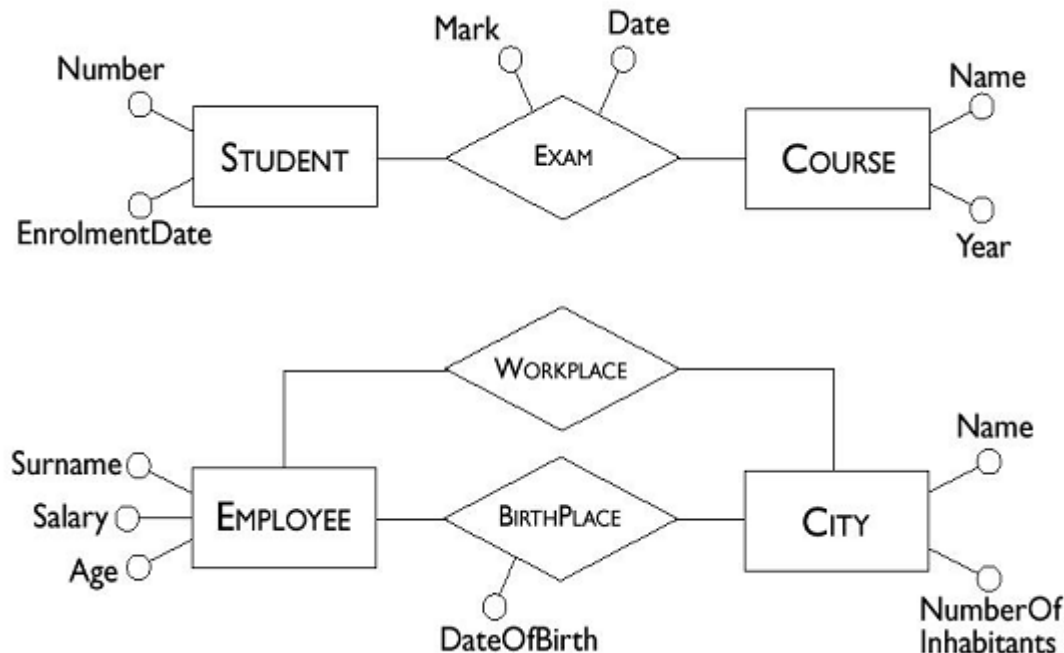 Mark
Date
Number
Name
STUDENT
EXAM
COURSE
EnrolmentDate
Year
WORKPLACE
Name
Surname
Salary
EMPLOYEE
BIRTHPLACE
CITY
Age
DateOfBirth
NumberOf
Inhabitants